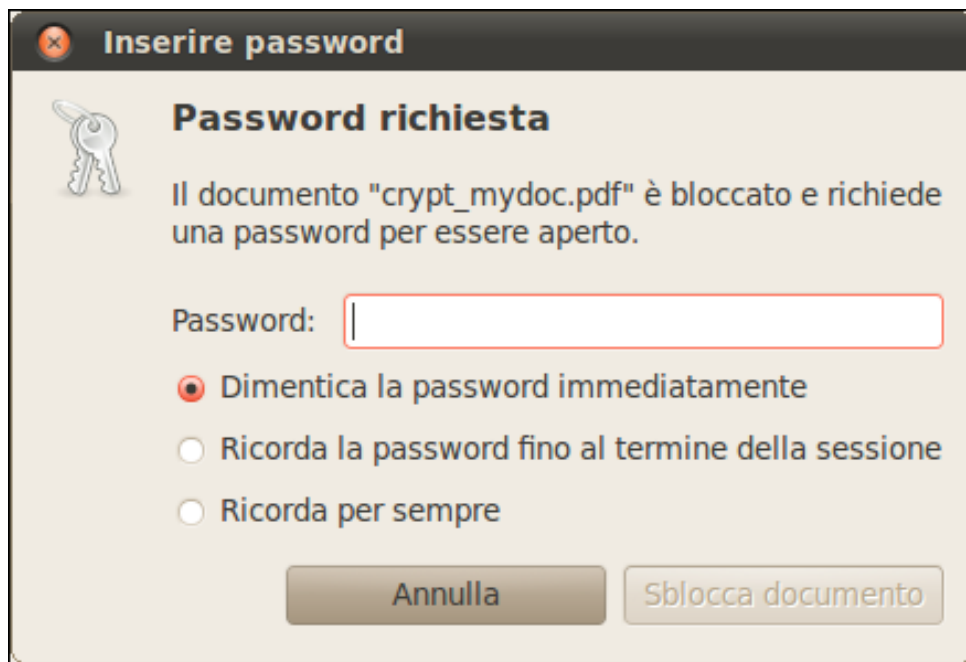 Inserire password
Password richiesta
Il documento "crypt_mydoc.pdf" è bloccato e richiede
una password per essere aperto.
Password:
Dimentica la password immediatamente
Ricorda la password fino al termine della sessione
Ricorda per sempre
Annulla
Sblocca documento